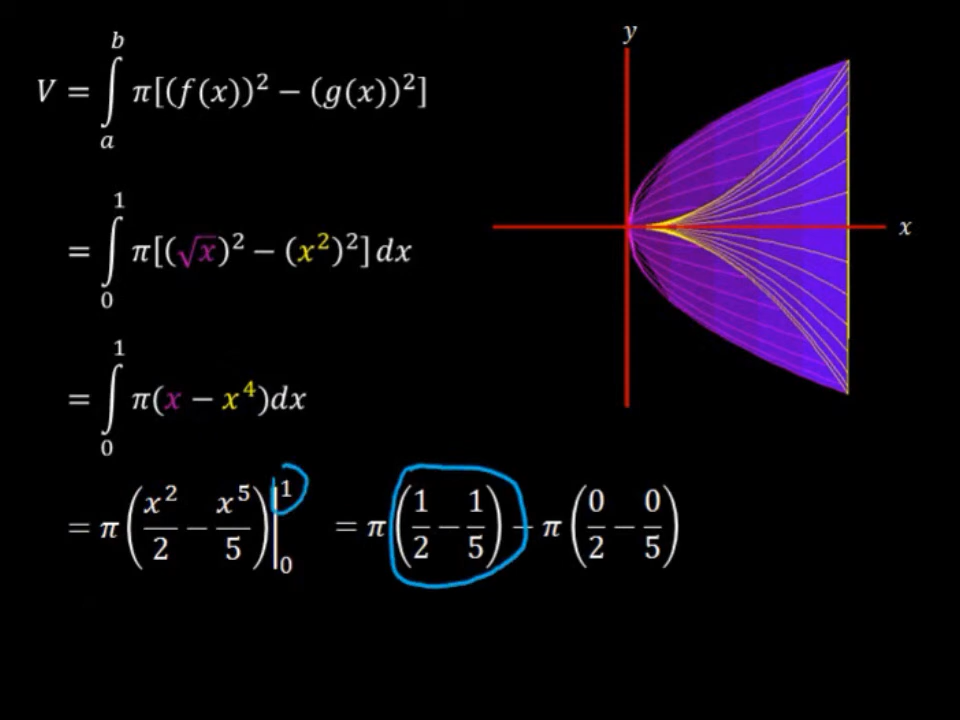 V = ∫_a^b π[(f(x))² − (g(x))²]
= ∫_0^1 π[(√x)² − (x²)²] dx
= ∫_0^1 π(x − x⁴)dx
= π(x²/2 − x⁵/5)|_0^1 = π(1/2 − 1/5) − π(0/2 − 0/5)
y
x